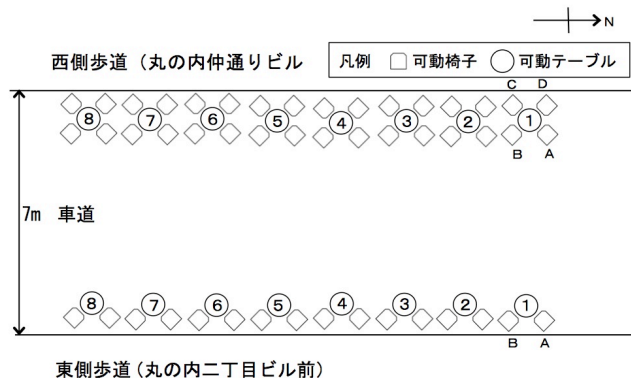 N
西側歩道（丸の内仲通りビル
凡例 可動椅子 可動テーブル
C D
8 7 6 5 4 3 2 1
B A
7m 車道
8 7 6 5 4 3 2 1
B A
東側歩道（丸の内二丁目ビル前）